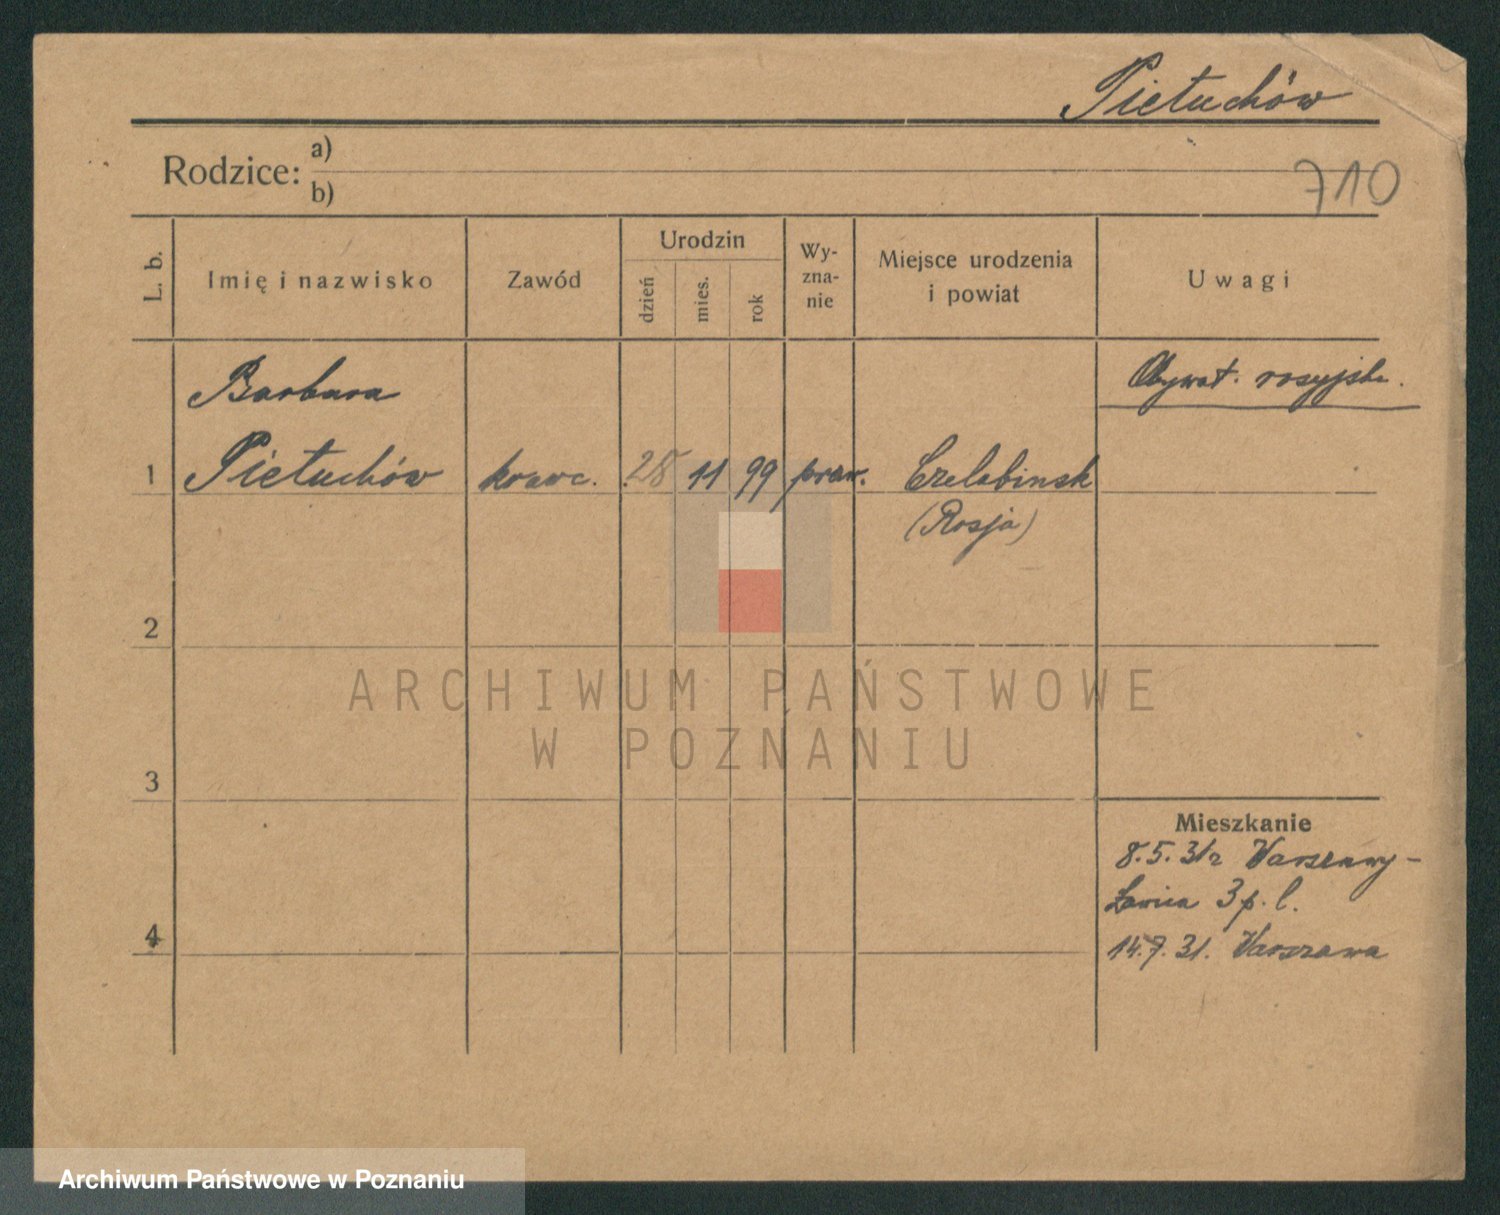 Pietuchów
Rodzice: a)
b)
710
L. b.
Imię i nazwisko
Zawód
Urodzin
dzień
mies.
rok
Wy-
zna-
nie
Miejsce urodzenia
i powiat
Uwagi
Barbara
Obywat. rosyjsk.
1 Pietuchów krawc. 28 11 99 praw. Czelabinsk
(Rosja)
2
3
4
Mieszkanie
8.5.31 z Warszawy -
Ławica 3 p. l.
14.7.31. Warszawa
ARCHIWUM PAŃSTWOWE
W POZNANIU
Archiwum Państwowe w Poznaniu